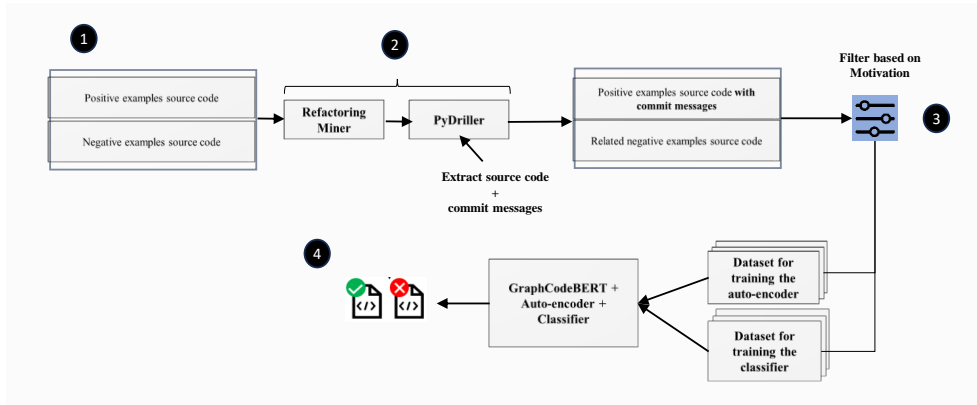 1
2
Positive examples source code
Negative examples source code
Refactoring
Miner
PyDriller
Extract source code
+
commit messages
Positive examples source code with
commit messages
Related negative examples source code
Filter based on
Motivation
3
4
</>
</>
GraphCodeBERT +
Auto-encoder +
Classifier
Dataset for
training the
auto-encoder
Dataset for
training the
classifier